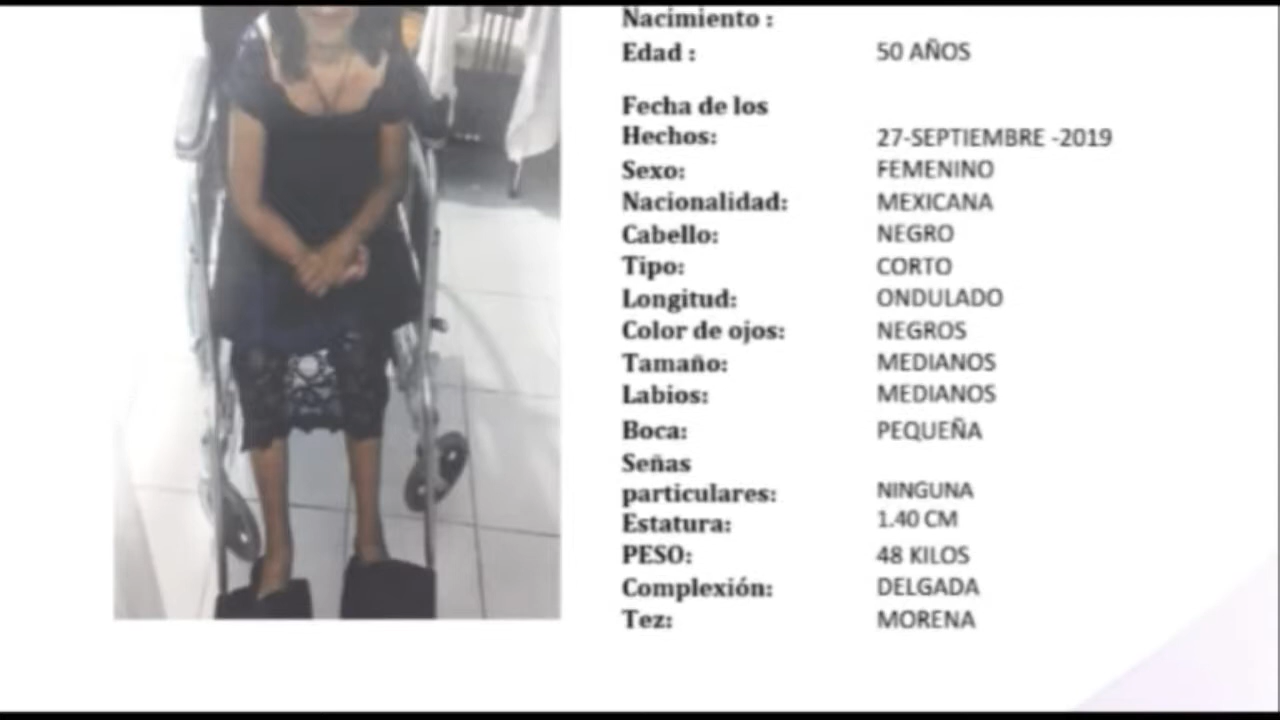 Nacimiento :
Edad : 50 AÑOS
Fecha de los
Hechos: 27-SEPTIEMBRE -2019
Sexo: FEMENINO
Nacionalidad: MEXICANA
Cabello: NEGRO
Tipo: CORTO
Longitud: ONDULADO
Color de ojos: NEGROS
Tamaño: MEDIANOS
Labios: MEDIANOS
Boca: PEQUEÑA
Señas
particulares: NINGUNA
Estatura: 1.40 CM
PESO: 48 KILOS
Complexión: DELGADA
Tez: MORENA